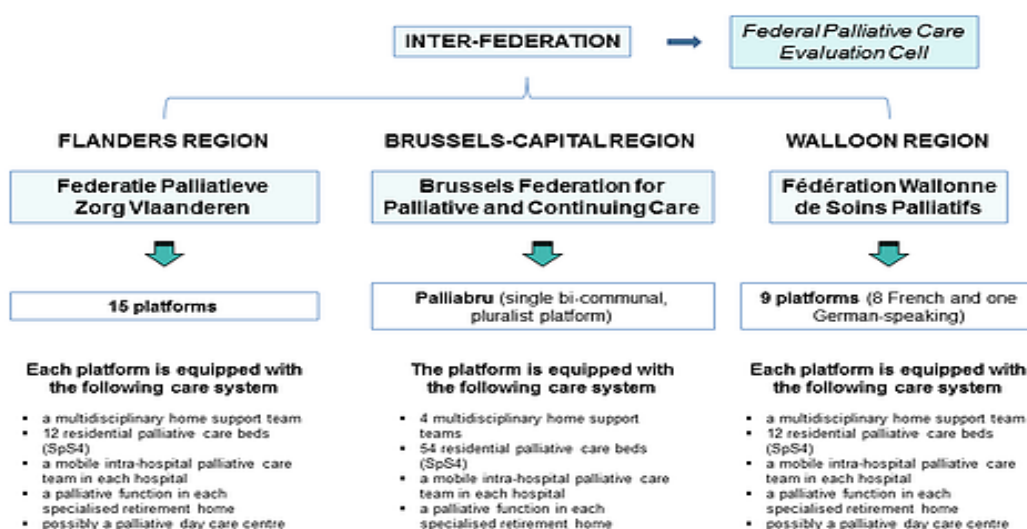 INTER-FEDERATION
Federal Palliative Care
Evaluation Cell
FLANDERS REGION
Federatie Palliatieve
Zorg Vlaanderen
15 platforms
Each platform is equipped with
the following care system
▪ a multidisciplinary home support team
▪ 12 residential palliative care beds
(SpS4)
▪ a mobile intra-hospital palliative care
team in each hospital
▪ a palliative function in each
specialised retirement home
▪ possibly a palliative day care centre
BRUSSELS-CAPITAL REGION
Brussels Federation for
Palliative and Continuing Care
Palliabru (single bi-communal,
pluralist platform)
The platform is equipped with
the following care system
▪ 4 multidisciplinary home support
teams
▪ 54 residential palliative care beds
(SpS4)
▪ a mobile intra-hospital palliative care
team in each hospital
▪ a palliative function in each
specialised retirement home
WALLOON REGION
Fédération Wallonne
de Soins Palliatifs
9 platforms (8 French and one
German-speaking)
Each platform is equipped with
the following care system
▪ a multidisciplinary home support team
▪ 12 residential palliative care beds
(SpS4)
▪ a mobile intra-hospital palliative care
team in each hospital
▪ a palliative function in each
specialised retirement home
▪ possibly a palliative day care centre